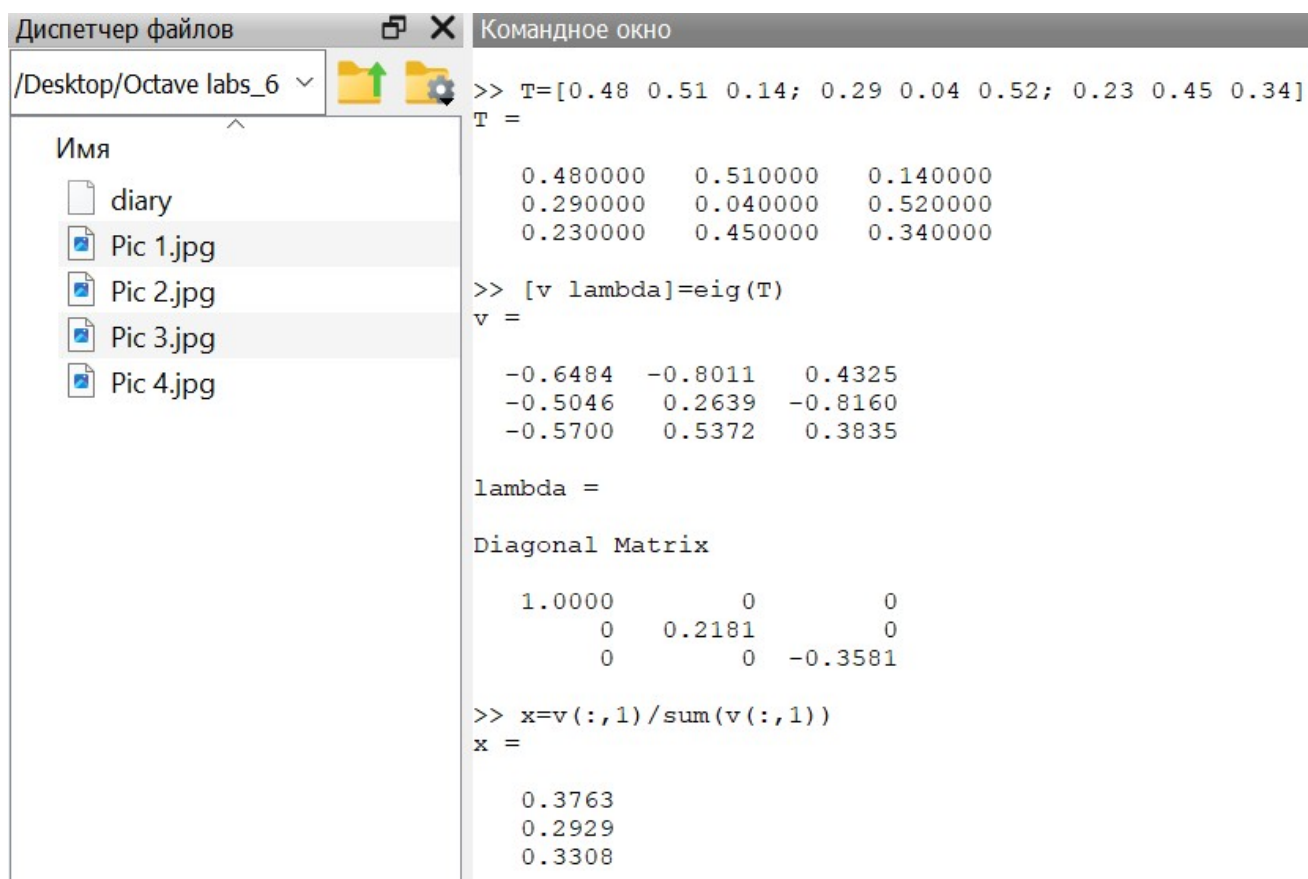 Диспетчер файлов
/Desktop/Octave labs_6
Имя
diary
Pic 1.jpg
Pic 2.jpg
Pic 3.jpg
Pic 4.jpg
Командное окно
>> T=[0.48 0.51 0.14; 0.29 0.04 0.52; 0.23 0.45 0.34]
T =
0.480000 0.510000 0.140000
0.290000 0.040000 0.520000
0.230000 0.450000 0.340000
>> [v lambda]=eig(T)
v =
-0.6484 -0.8011 0.4325
-0.5046 0.2639 -0.8160
-0.5700 0.5372 0.3835
lambda =
Diagonal Matrix
1.0000 0 0
0 0.2181 0
0 0 -0.3581
>> x=v(:,1)/sum(v(:,1))
x =
0.3763
0.2929
0.3308